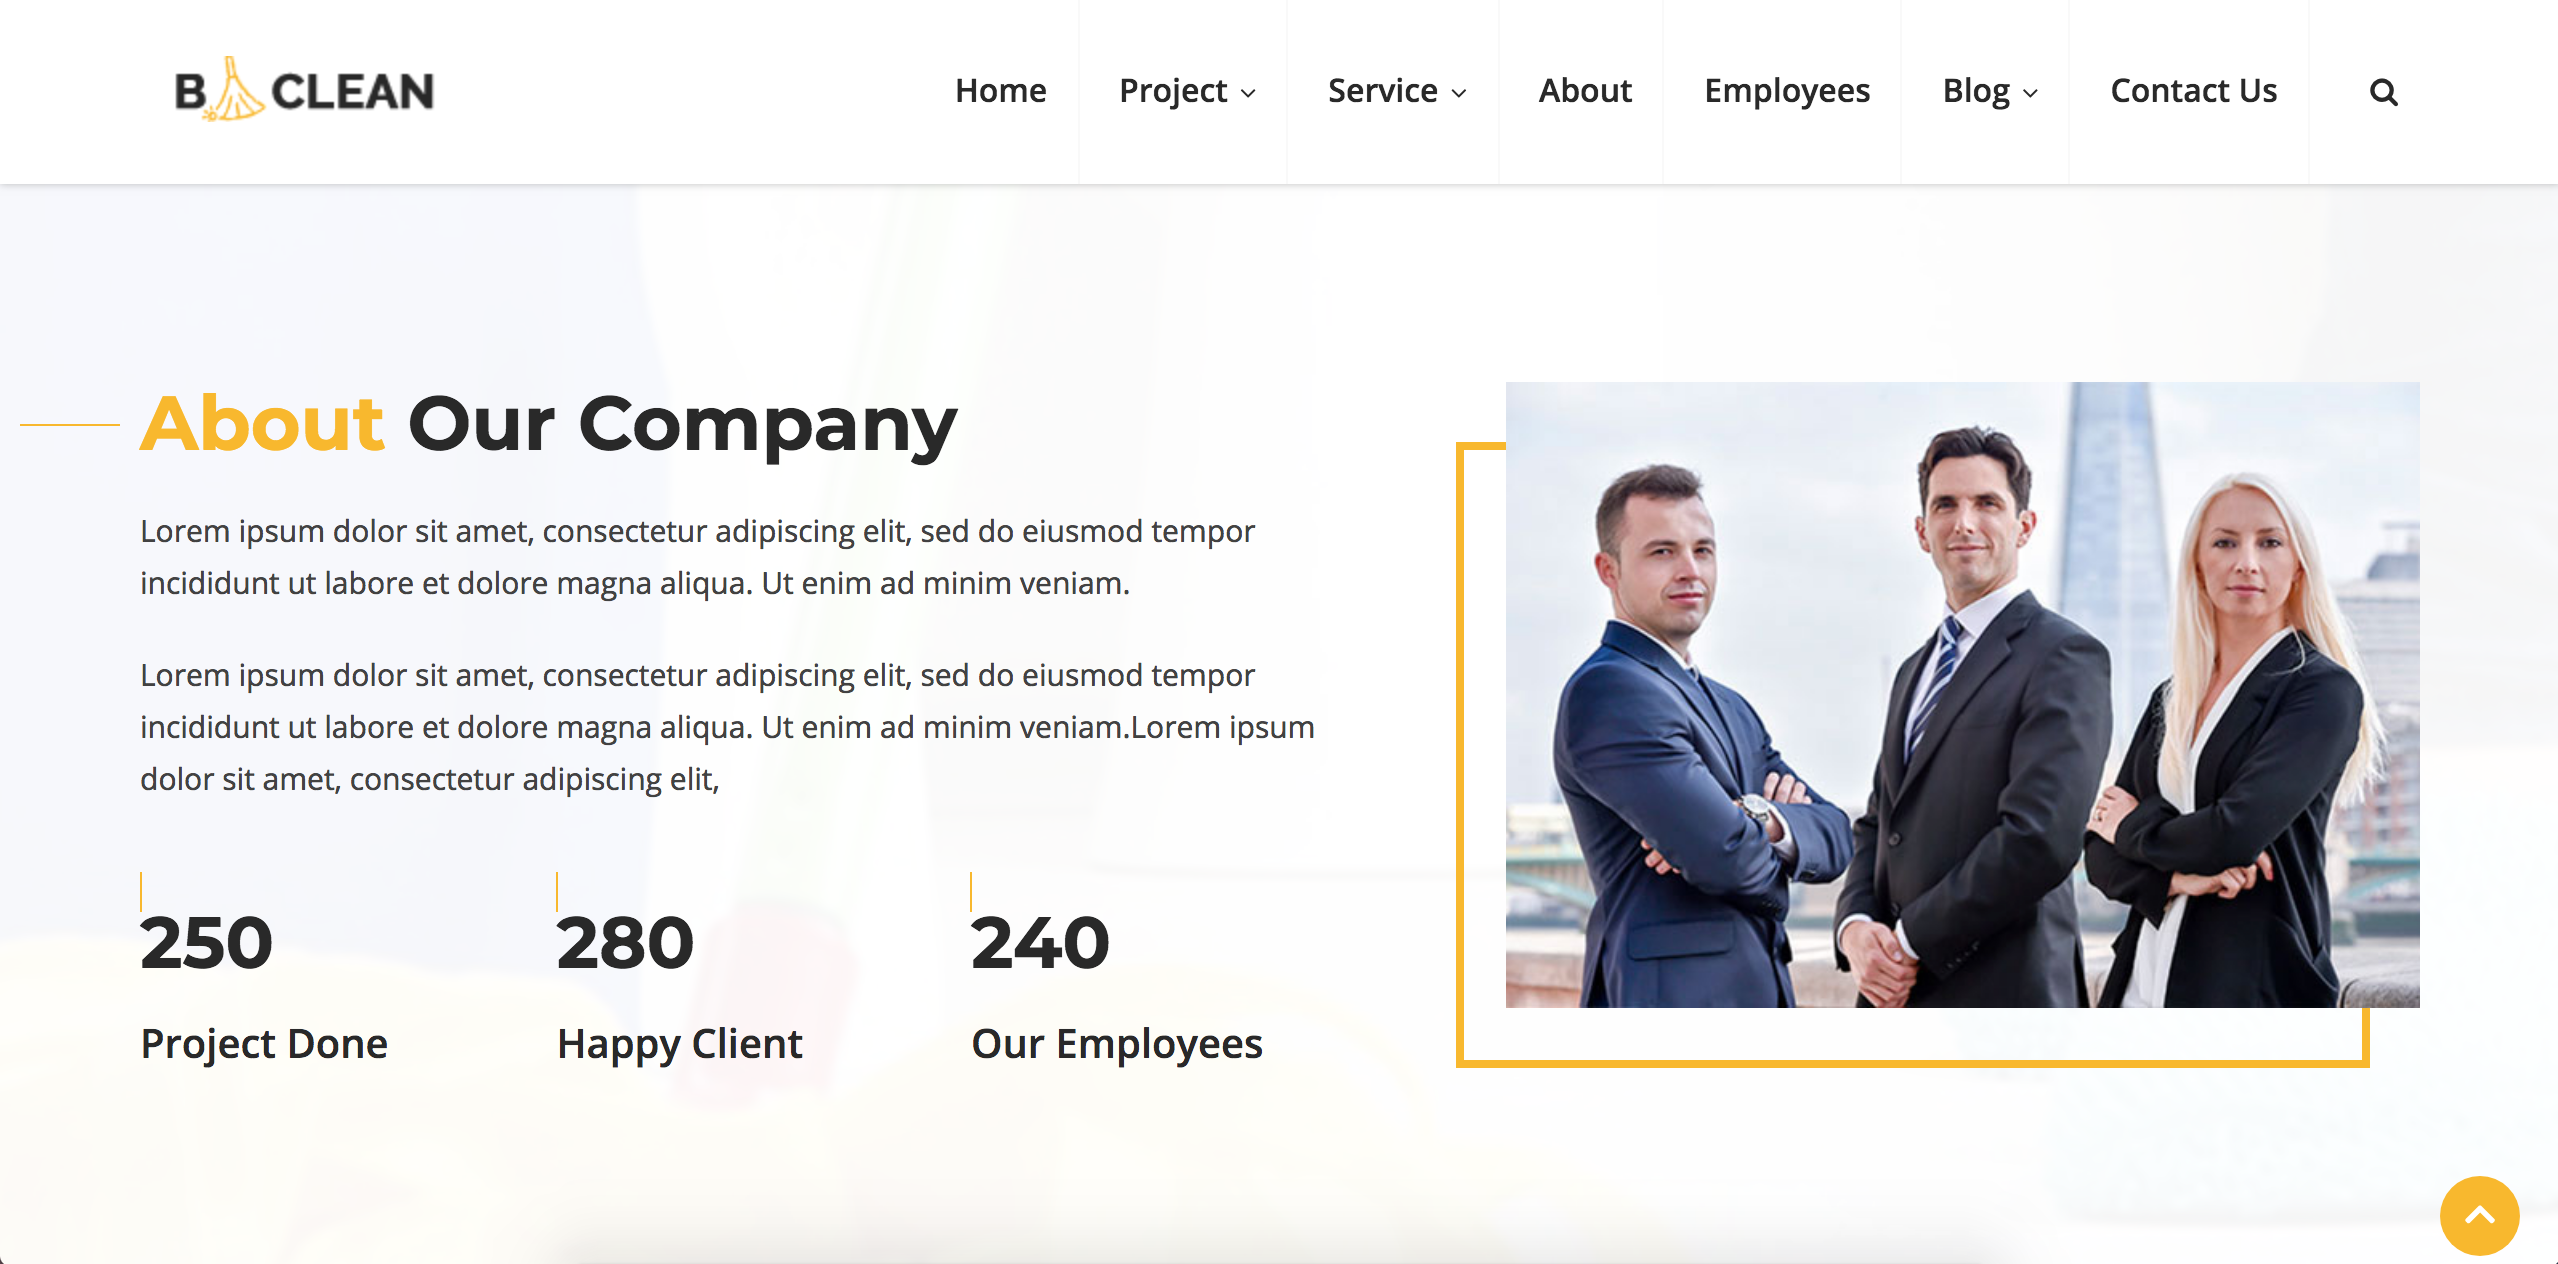 B CLEAN
Home Project Service About Employees Blog Contact Us
About Our Company
Lorem ipsum dolor sit amet, consectetur adipiscing elit, sed do eiusmod tempor
incididunt ut labore et dolore magna aliqua. Ut enim ad minim veniam.
Lorem ipsum dolor sit amet, consectetur adipiscing elit, sed do eiusmod tempor
incididunt ut labore et dolore magna aliqua. Ut enim ad minim veniam.Lorem ipsum
dolor sit amet, consectetur adipiscing elit,
250 280 240
Project Done Happy Client Our Employees